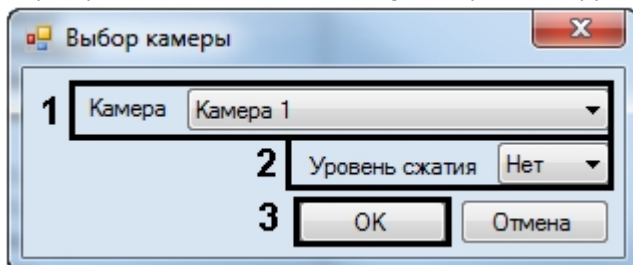 Выбор камеры
1 Камера Камера 1
2 Уровень сжатия Нет
3 OK Отмена